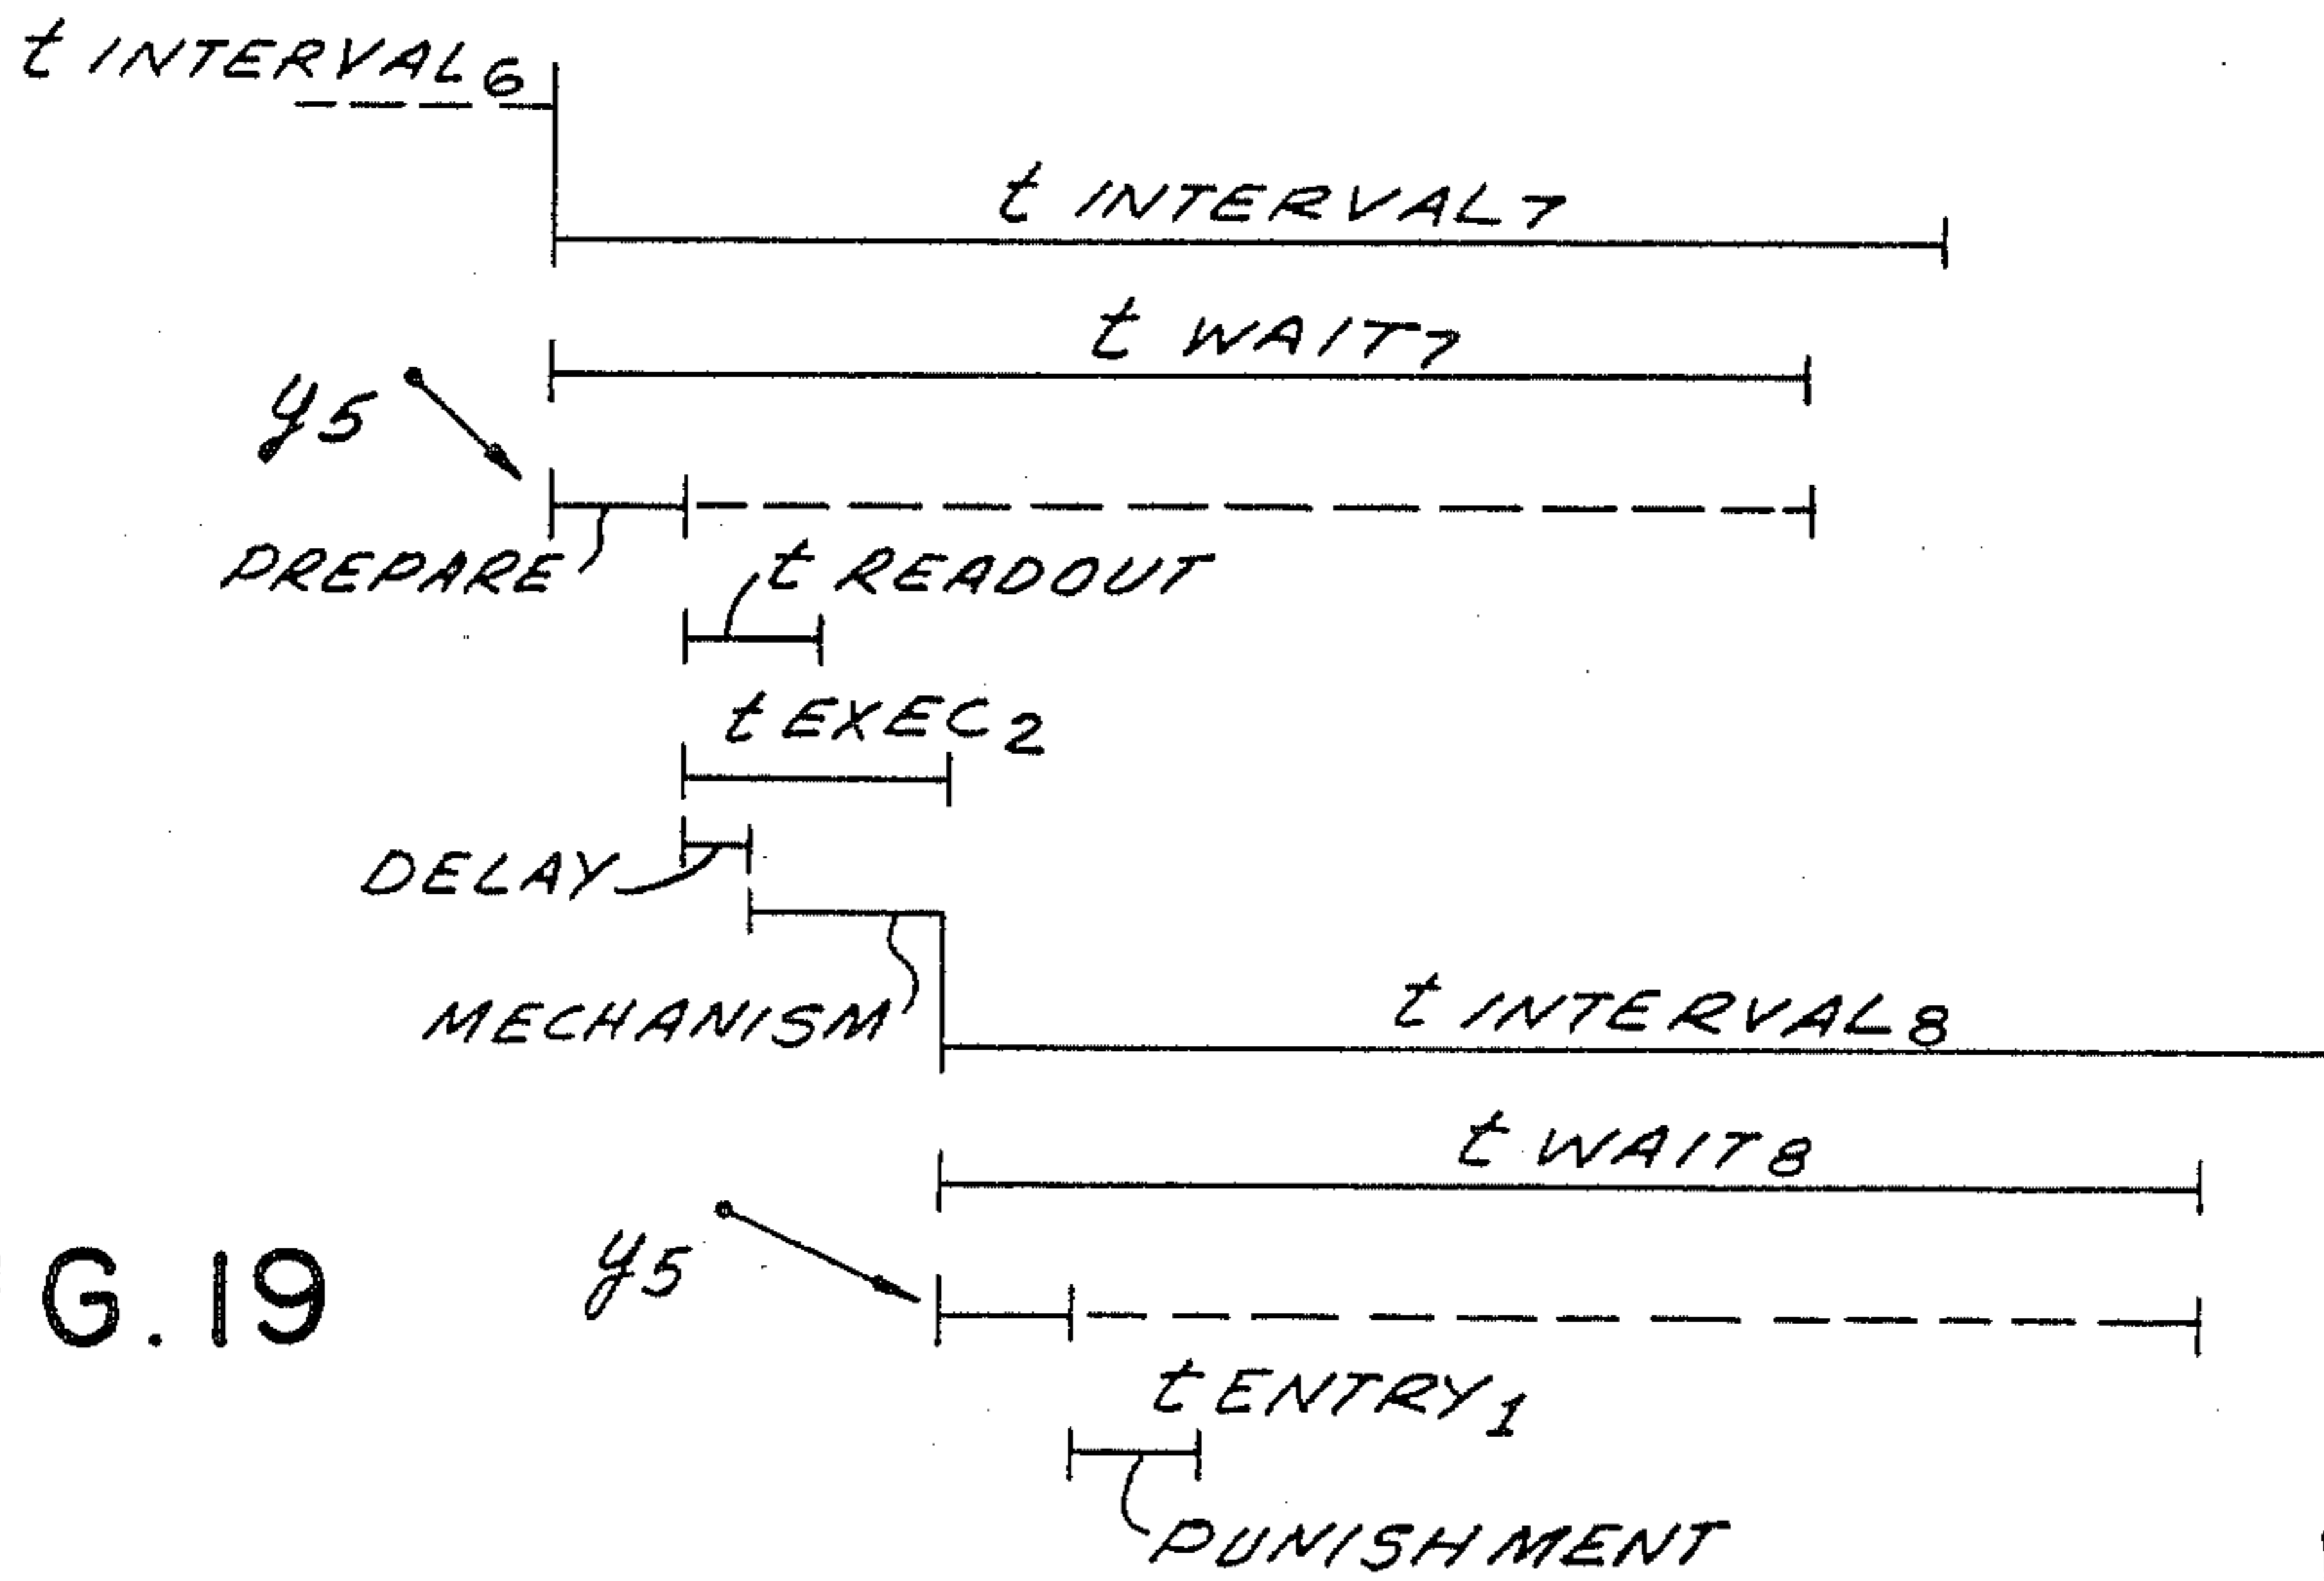 t INTERVAL6
t INTERVAL7
t WAIT7
y5
PREPARE
t READOUT
t EXEC2
DELAY
MECHANISM
t INTERVAL8
t WAIT8
y5
G. 19
t ENTRY1
PUNISHMENT